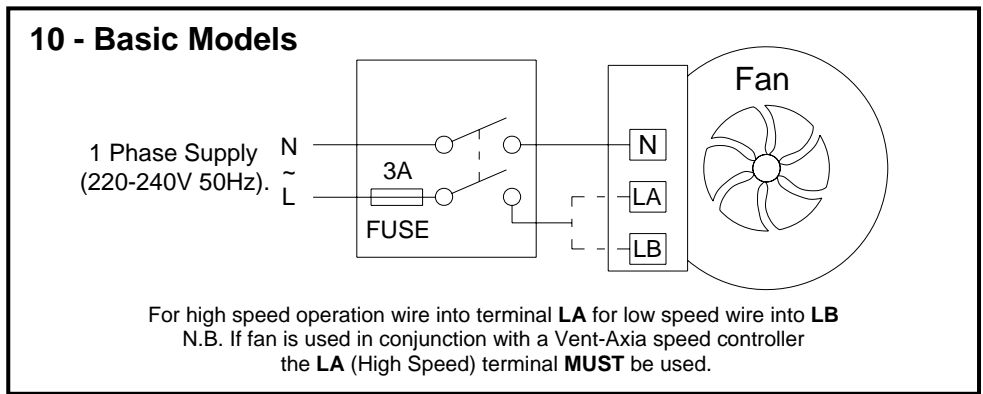 10 - Basic Models
Fan
1 Phase Supply N
(220-240V 50Hz). ~
L
3A
FUSE
N
LA
LB
For high speed operation wire into terminal LA for low speed wire into LB
N.B. If fan is used in conjunction with a Vent-Axia speed controller
the LA (High Speed) terminal MUST be used.